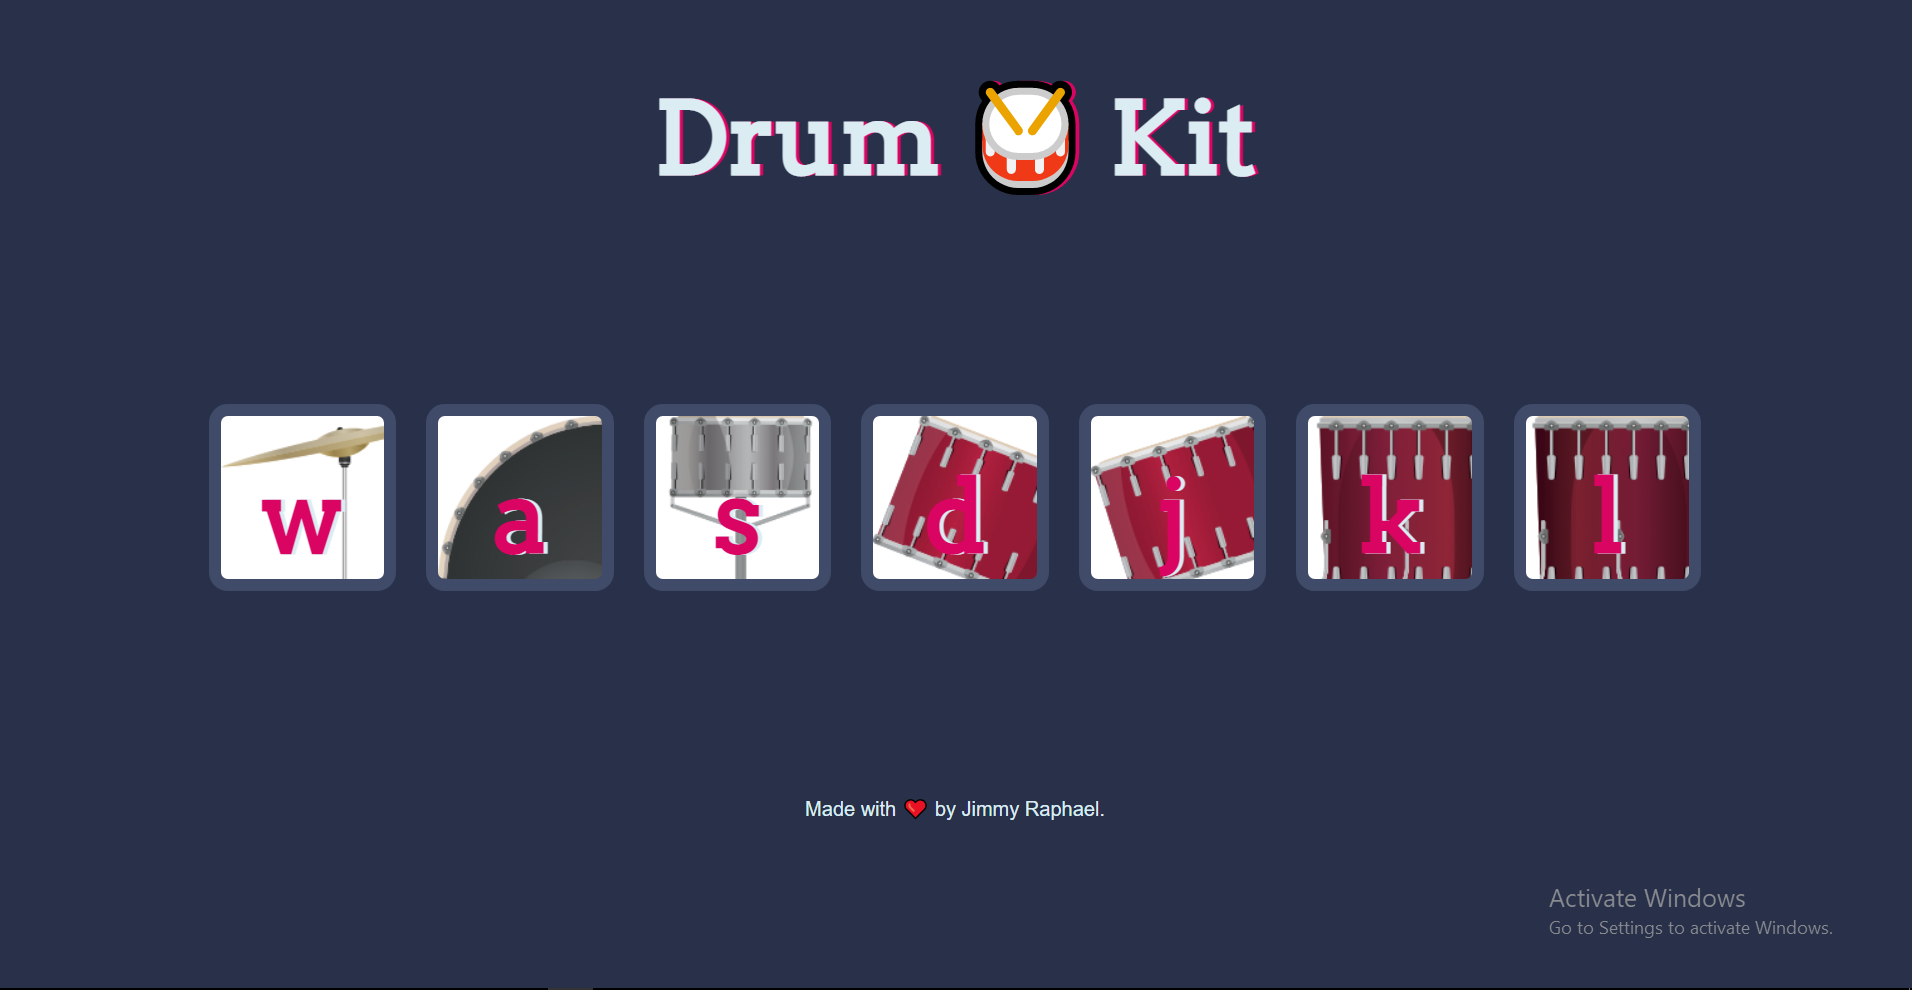 Drum 🥁 Kit
w a s d j k l
Made with ❤️ by Jimmy Raphael.
Activate Windows
Go to Settings to activate Windows.